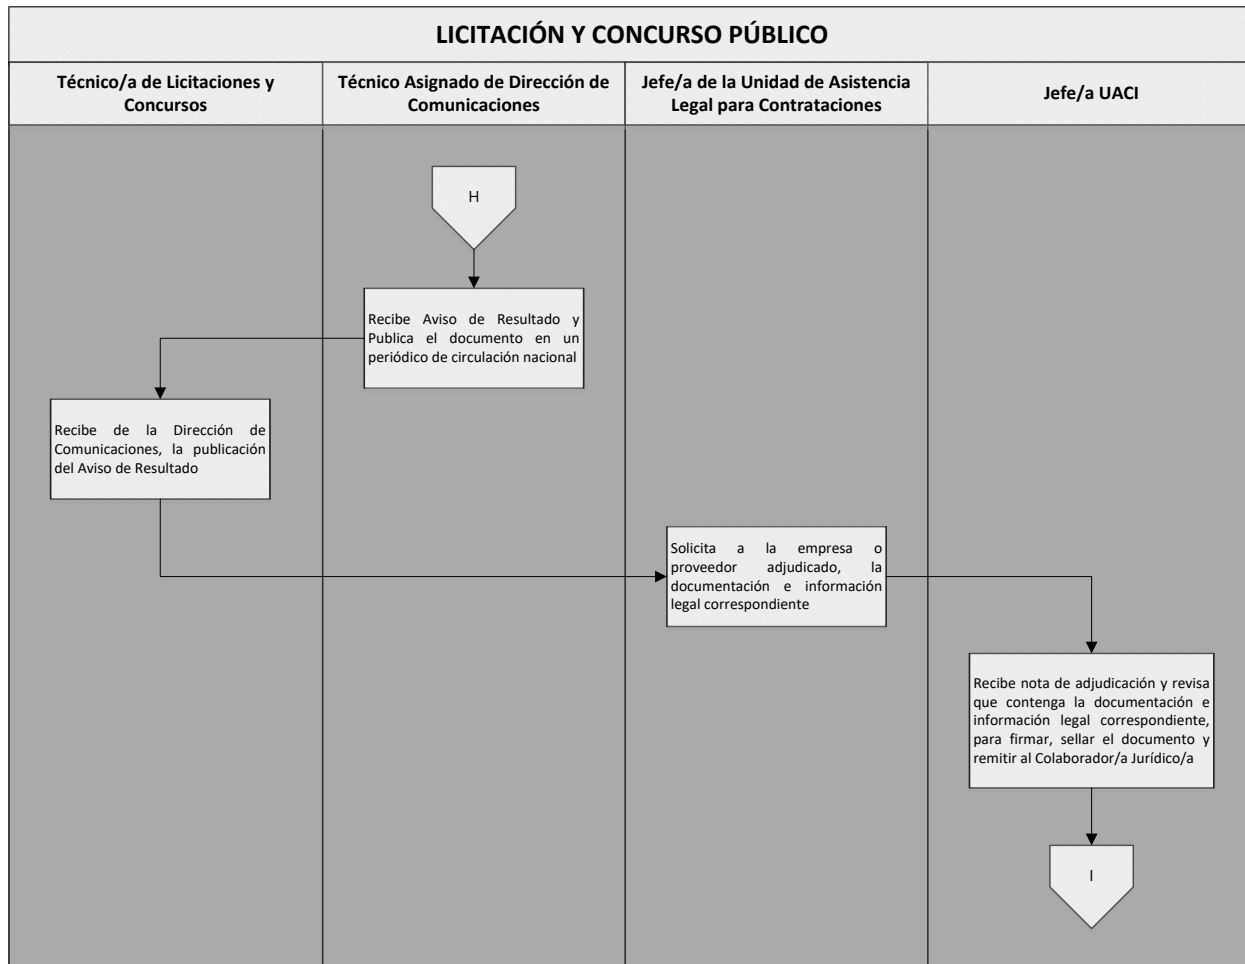 LICITACIÓN Y CONCURSO PÚBLICO
Técnico/a de Licitaciones y
Concursos
Técnico Asignado de Dirección de
Comunicaciones
Jefe/a de la Unidad de Asistencia
Legal para Contrataciones
Jefe/a UACI
H
Recibe Aviso de Resultado y
Publica el documento en un
periódico de circulación nacional
Recibe de la Dirección de
Comunicaciones, la publicación
del Aviso de Resultado
Solicita a la empresa o
proveedor adjudicado, la
documentación e información
legal correspondiente
Recibe nota de adjudicación y revisa
que contenga la documentación e
información legal correspondiente,
para firmar, sellar el documento y
remitir al Colaborador/a Jurídico/a
I